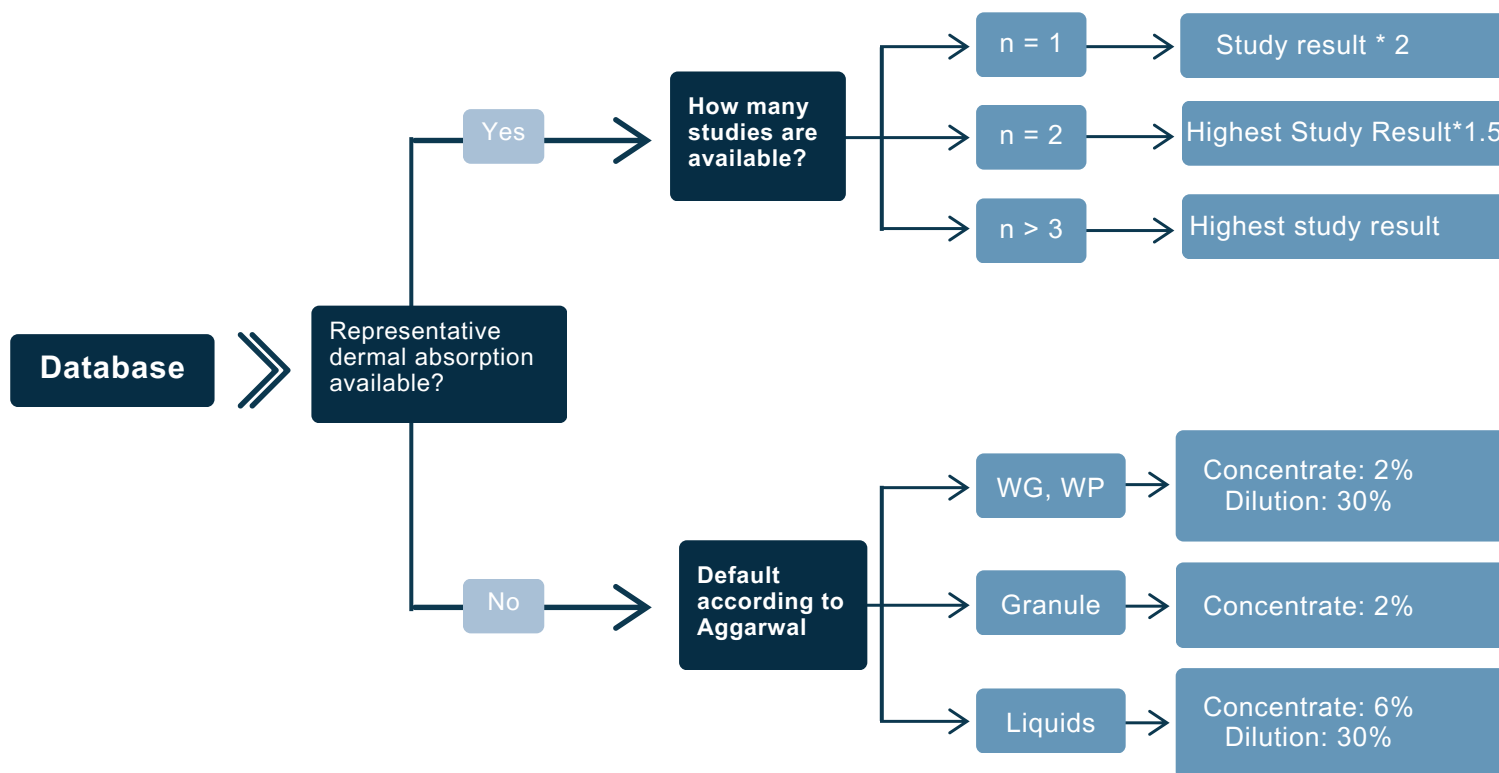 Database
Representative
dermal absorption
available?
Yes
How many
studies are
available?
n = 1
Study result * 2
n = 2
Highest Study Result*1.5
n > 3
Highest study result
No
Default
according to
Aggarwal
WG, WP
Concentrate: 2%
Dilution: 30%
Granule
Concentrate: 2%
Liquids
Concentrate: 6%
Dilution: 30%